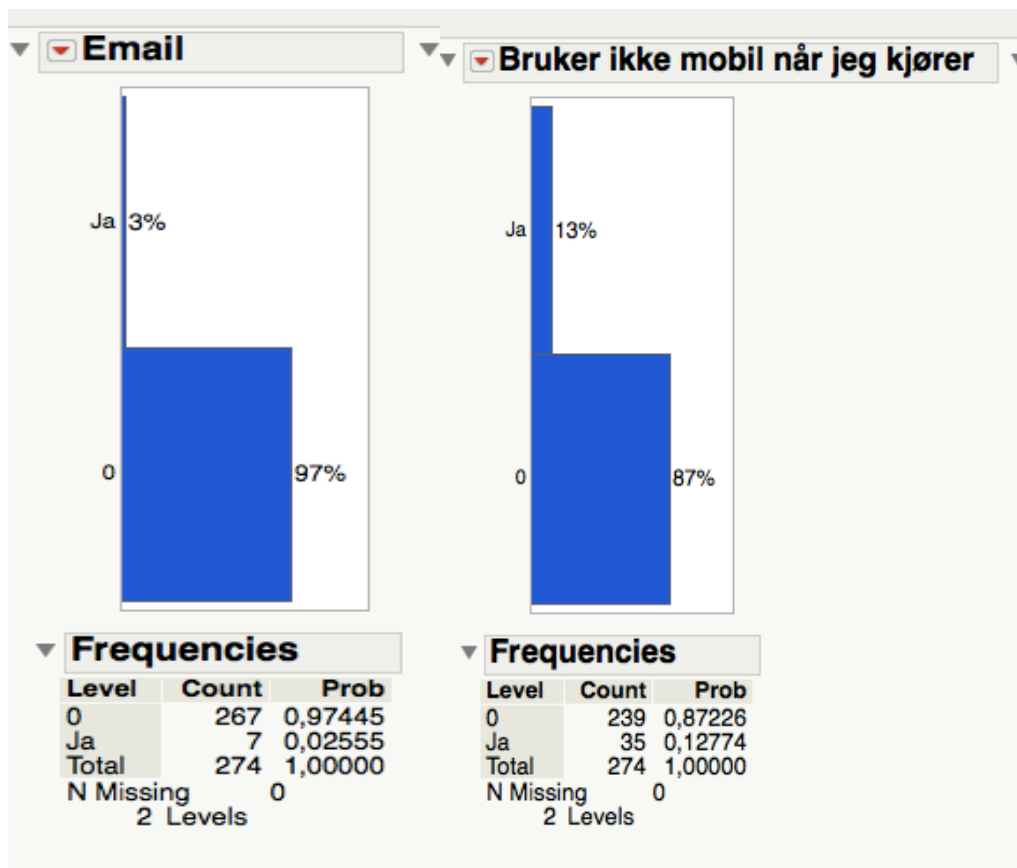 Email
Ja 3%
0 97%
Frequencies
Level Count Prob
0 267 0,97445
Ja 7 0,02555
Total 274 1,00000
N Missing 0
2 Levels
Bruker ikke mobil når jeg kjører
Ja 13%
0 87%
Frequencies
Level Count Prob
0 239 0,87226
Ja 35 0,12774
Total 274 1,00000
N Missing 0
2 Levels